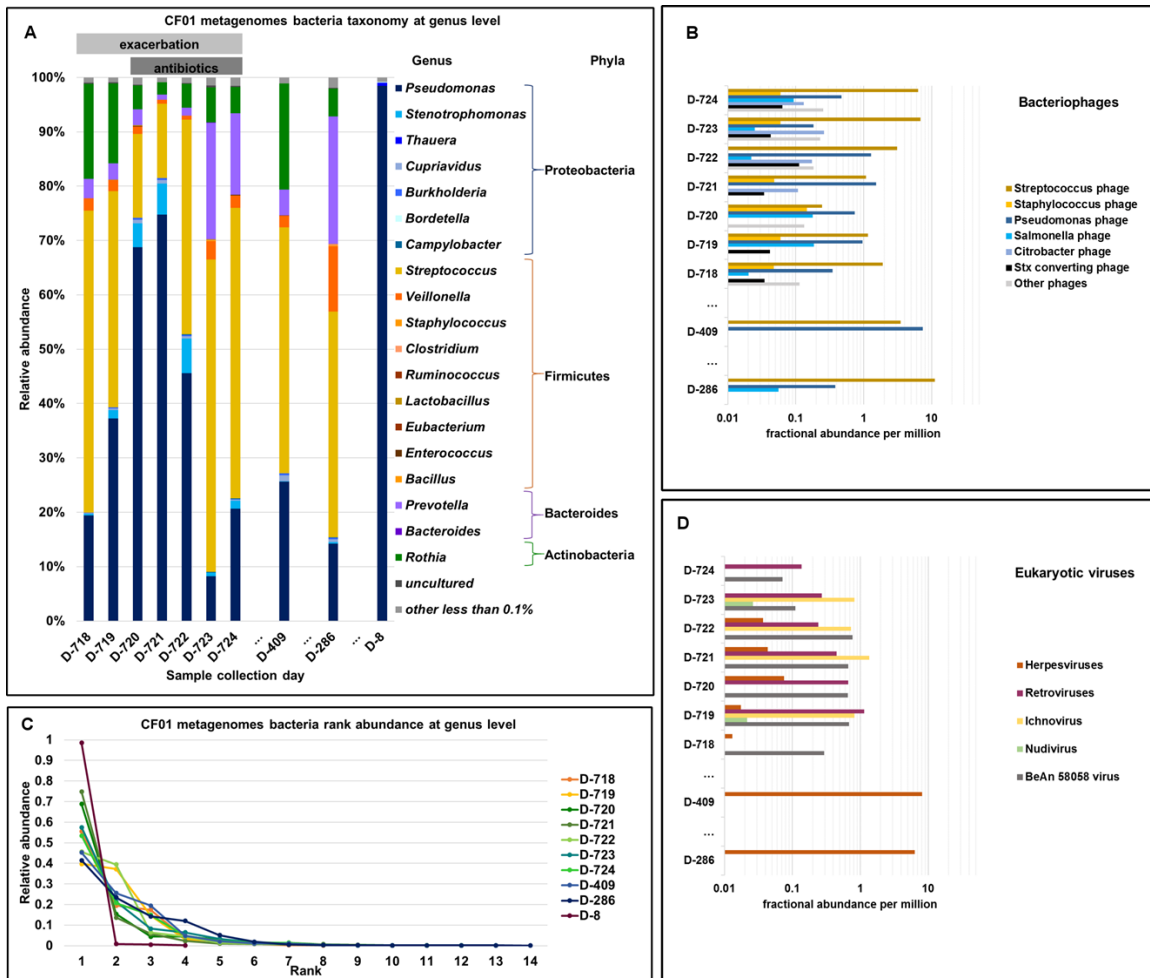 A
CF01 metagenomes bacteria taxonomy at genus level
exacerbation
antibiotics
Relative abundance
100%
90%
80%
70%
60%
50%
40%
30%
20%
10%
0%
D-718
D-719
D-720
D-721
D-722
D-723
D-724
...
D-409
...
D-286
...
D-8
Sample collection day
Genus
Phyla
Pseudomonas
Stenotrophomonas
Thauera
Cupriavidus
Burkholderia
Bordetella
Campylobacter
Proteobacteria
Streptococcus
Veillonella
Staphylococcus
Clostridium
Ruminococcus
Lactobacillus
Eubacterium
Enterococcus
Bacillus
Firmicutes
Prevotella
Bacteroides
Bacteroides
Rothia
Actinobacteria
uncultured
other less than 0.1%
B
Bacteriophages
D-724
D-723
D-722
D-721
D-720
D-719
D-718
...
D-409
...
D-286
0.01
0.1
1
10
fractional abundance per million
Streptococcus phage
Staphylococcus phage
Pseudomonas phage
Salmonella phage
Citrobacter phage
Stx converting phage
Other phages
C
CF01 metagenomes bacteria rank abundance at genus level
Relative abundance
1
0.9
0.8
0.7
0.6
0.5
0.4
0.3
0.2
0.1
0
1 2 3 4 5 6 7 8 9 10 11 12 13 14
Rank
D-718
D-719
D-720
D-721
D-722
D-723
D-724
D-409
D-286
D-8
D
Eukaryotic viruses
D-724
D-723
D-722
D-721
D-720
D-719
D-718
...
D-409
...
D-286
0.01
0.1
1
10
fractional abundance per million
Herpesviruses
Retroviruses
Ichnovirus
Nudivirus
BeAn 58058 virus